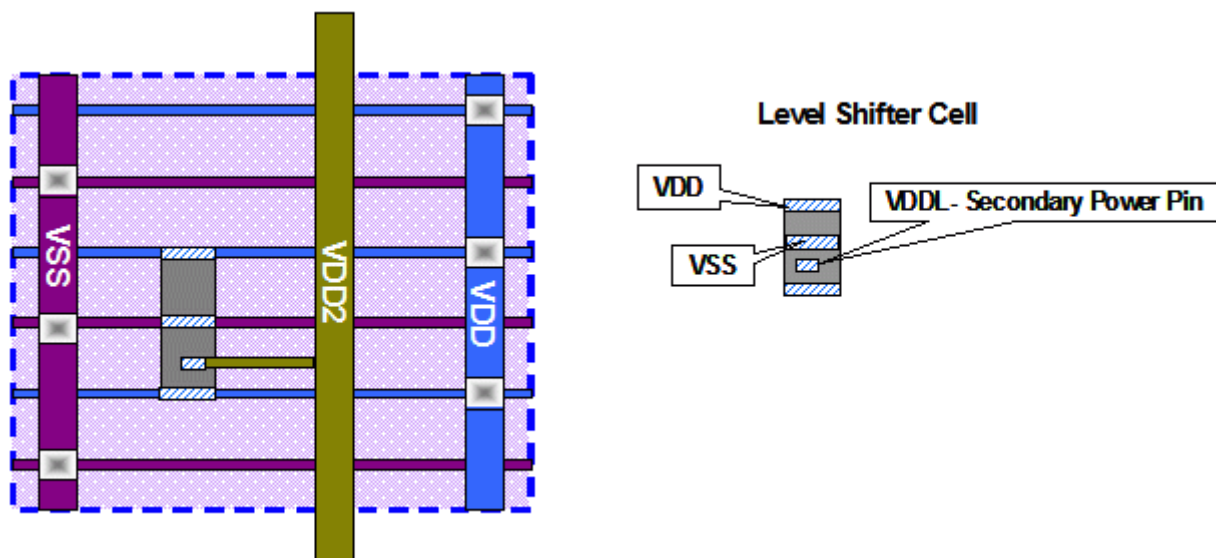 VSS
VDD2
VDD
Level Shifter Cell
VDD
VDDL- Secondary Power Pin
VSS